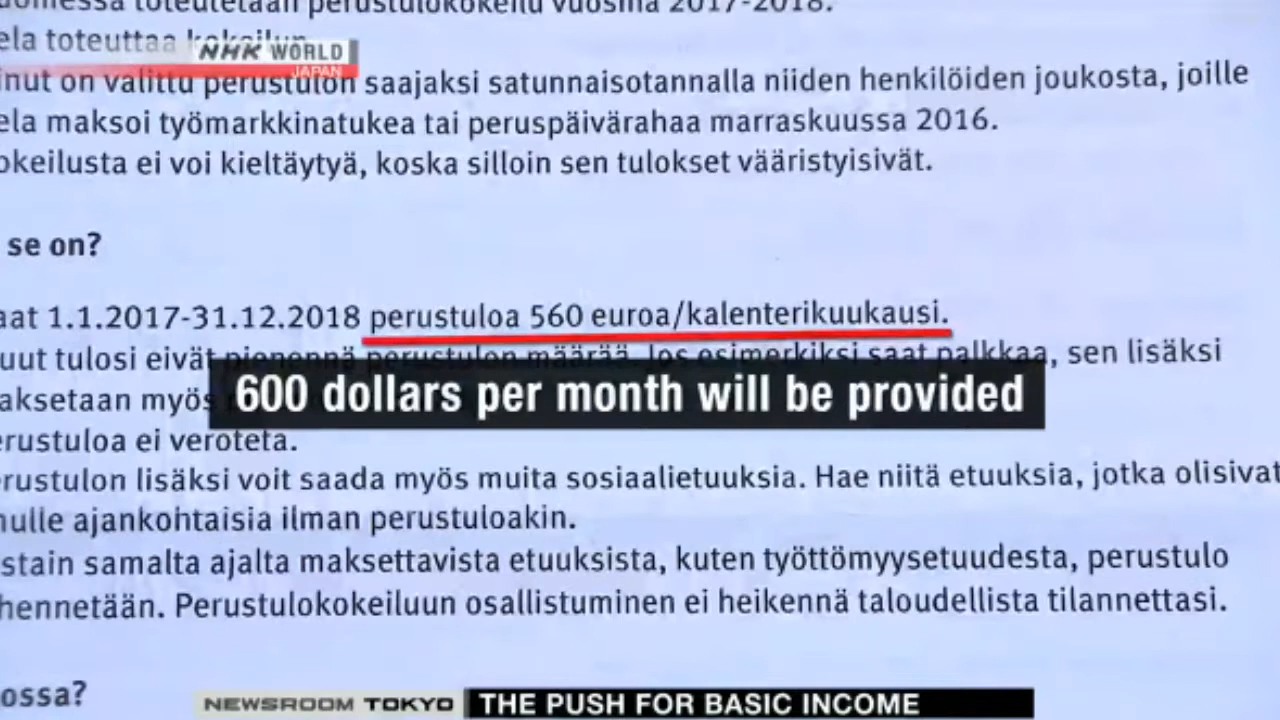 toteutetaan perustulokokeilu vuosina 2017-2018.
ela toteuttaa kokeilun
NHK WORLD
JAPAN
nut on valittu perustulon saajaksi satunnaisotannalla niiden henkilöiden joukosta, joille
ela maksoi työmarkkinatukea tai peruspäivärahaa marraskuussa 2016.
okeilusta ei voi kieltäytyä, koska silloin sen tulokset vääristyisivät.
se on?
aat 1.1.2017-31.12.2018 perustuloa 560 euroa/kalenterikuukausi.
uut tulosi eivät pienennä perustulon määrää. Jos esimerkiksi saat palkkaa, sen lisäksi
aksetaan myös
600 dollars per month will be provided
erustuloa ei veroteta.
rustulon lisäksi voit saada myös muita sosiaalietuuksia. Hae niitä etuuksia, jotka olisivat
nulle ajankohtaisia ilman perustuloakin.
stain samalta ajalta maksettavista etuuksista, kuten työttömyysetuudesta, perustulo
hennetään. Perustulokokeiluun osallistuminen ei heikennä taloudellista tilannettasi.
ossa?
NEWSROOM TOKYO THE PUSH FOR BASIC INCOME